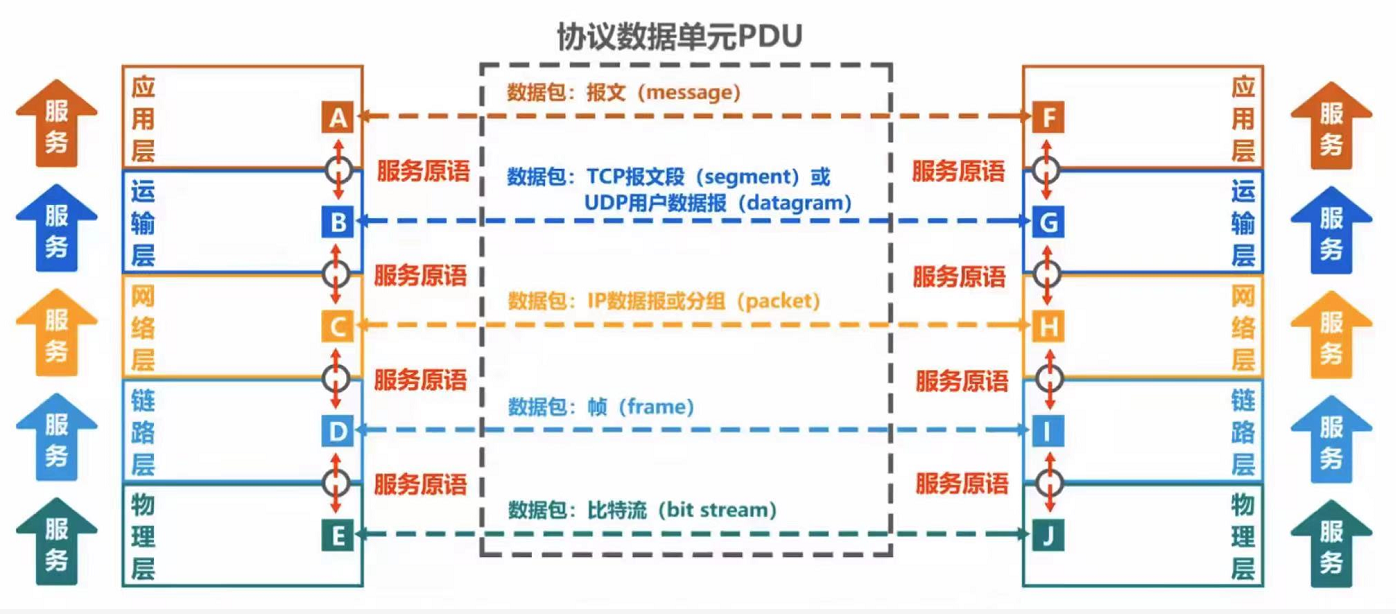 协议数据单元PDU
服务
应用层
A
数据包：报文（message）
F
应用层
服务
服务原语
服务原语
服务
运输层
B
数据包：TCP报文段（segment）或
UDP用户数据报（datagram）
G
运输层
服务
服务原语
服务原语
服务
网络层
C
数据包：IP数据报或分组（packet）
H
网络层
服务
服务原语
服务原语
服务
链路层
D
数据包：帧（frame）
I
链路层
服务
服务原语
服务原语
服务
物理层
E
数据包：比特流（bit stream）
J
物理层
服务